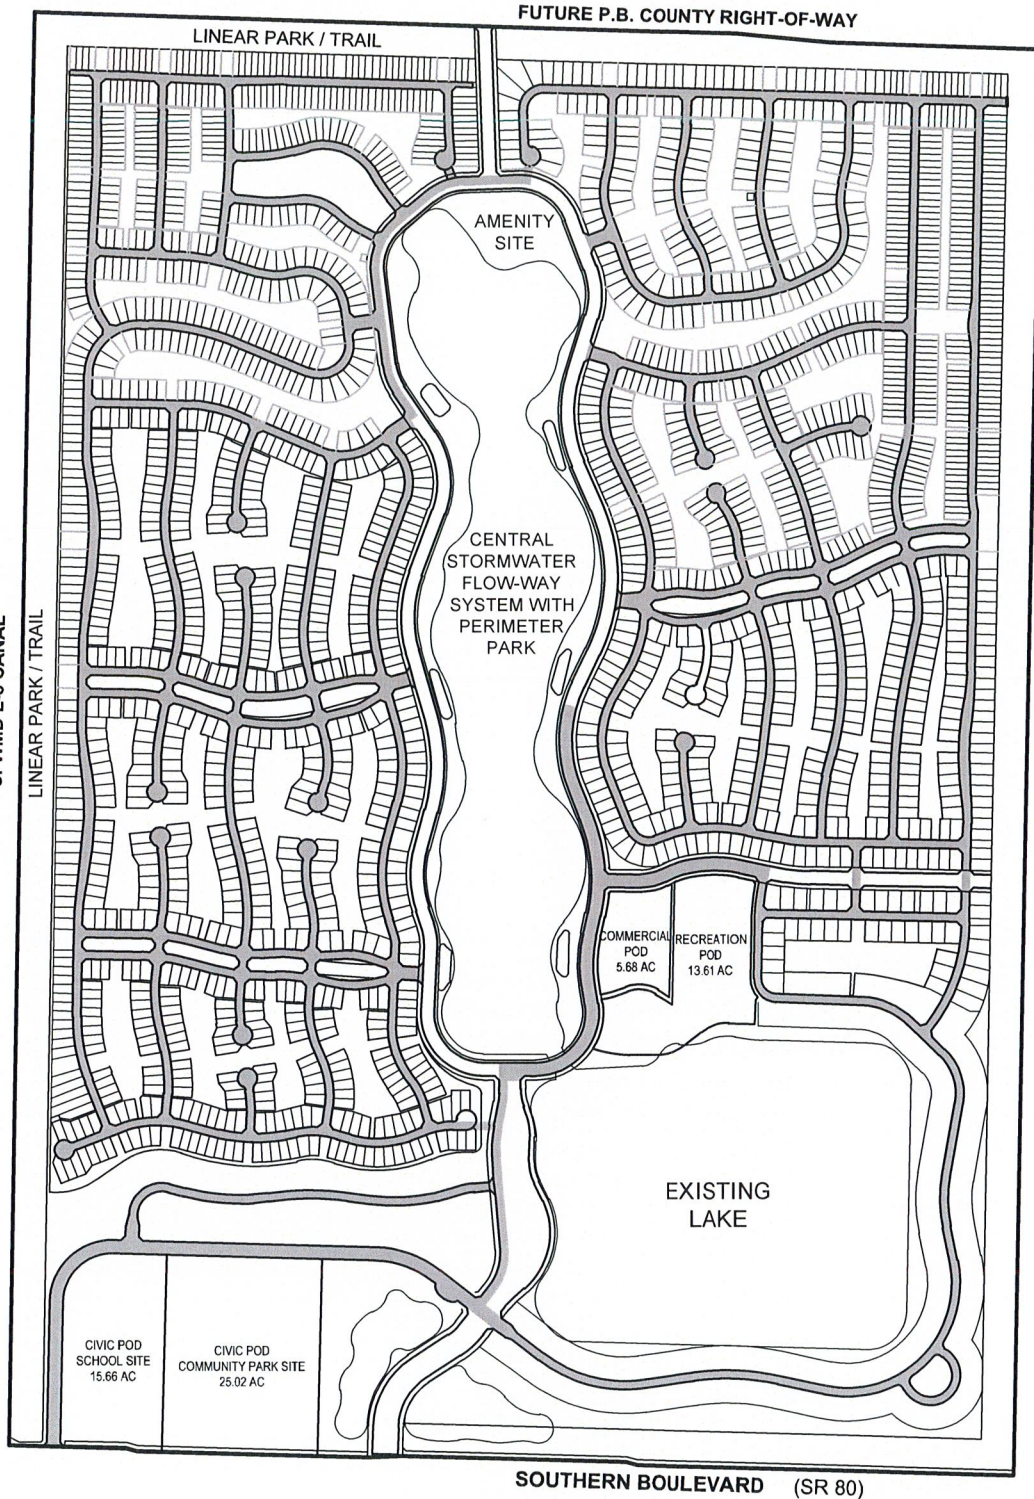 FUTURE P.B. COUNTY RIGHT-OF-WAY
LINEAR PARK / TRAIL
AMENITY
SITE
CENTRAL
STORMWATER
FLOW-WAY
SYSTEM WITH
PERIMETER
PARK
LINEAR PARK / TRAIL
CANAL
COMMERCIAL
POD
5.68 AC
RECREATION
POD
13.61 AC
EXISTING
LAKE
CIVIC POD
SCHOOL SITE
15.66 AC
CIVIC POD
COMMUNITY PARK SITE
25.02 AC
SOUTHERN BOULEVARD (SR 80)